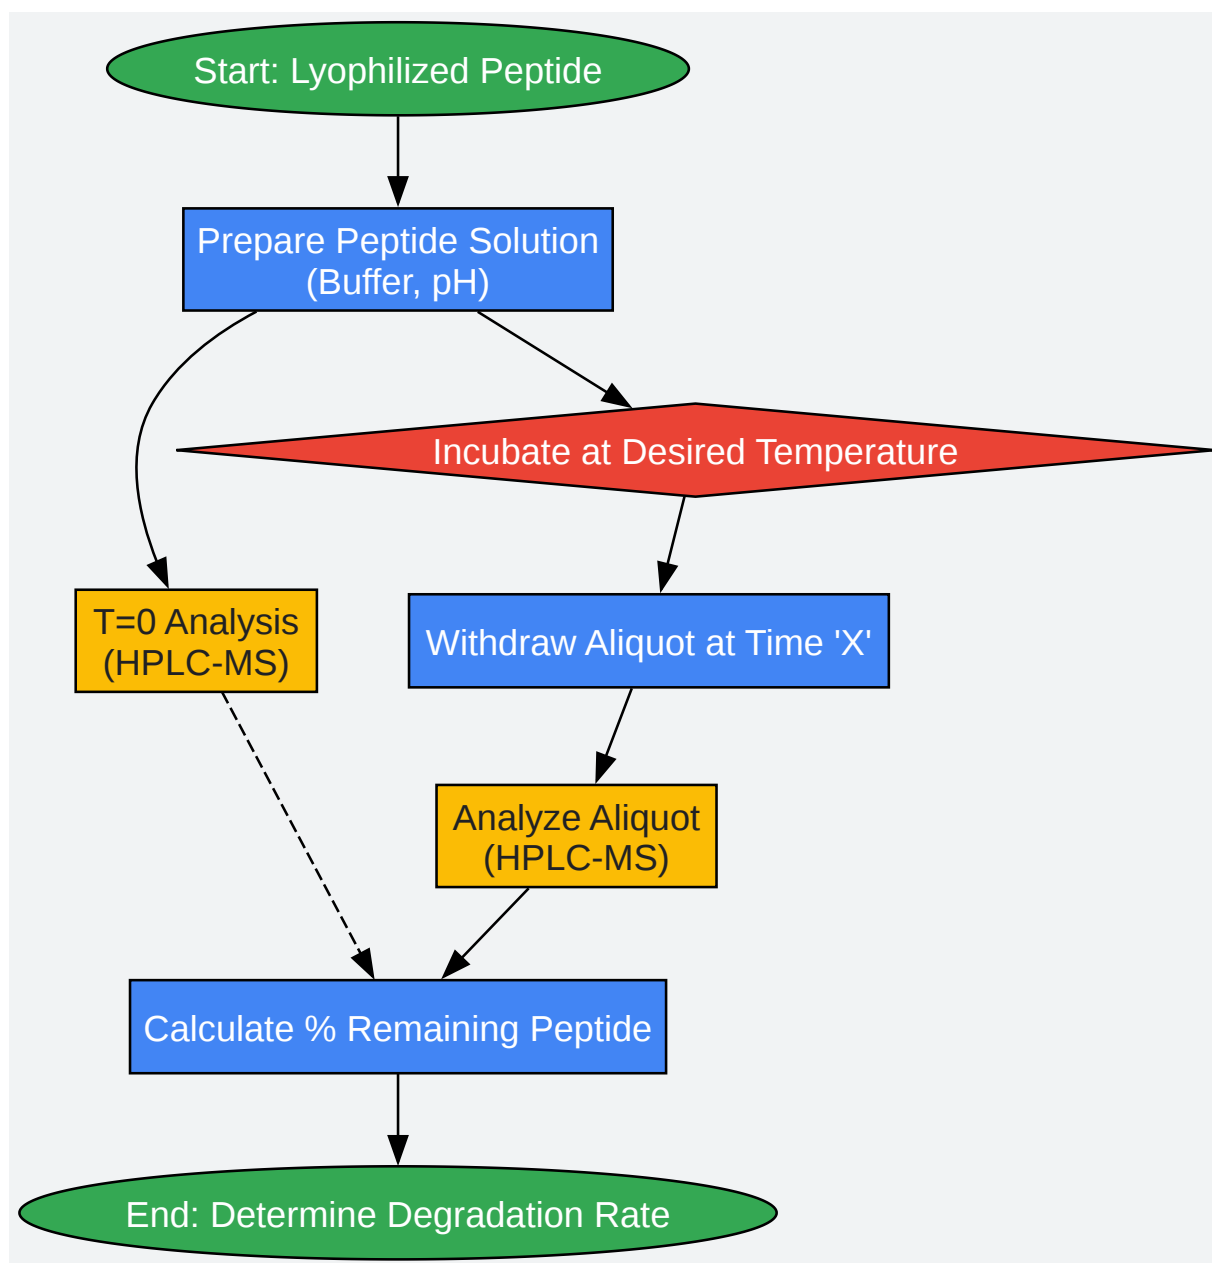 Start: Lyophilized Peptide
Prepare Peptide Solution
(Buffer, pH)
Incubate at Desired Temperature
T=0 Analysis
(HPLC-MS)
Withdraw Aliquot at Time 'X'
Analyze Aliquot
(HPLC-MS)
Calculate % Remaining Peptide
End: Determine Degradation Rate